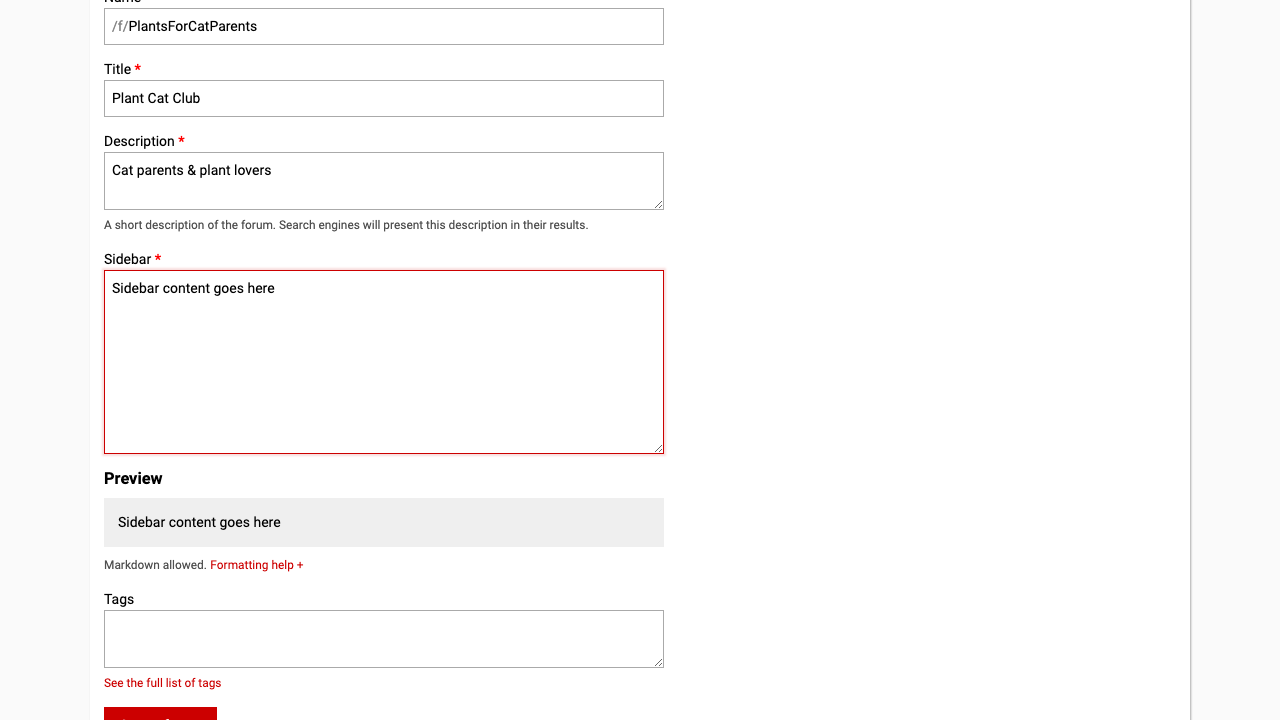 /f/PlantsForCatParents
Title *
Plant Cat Club
Description *
Cat parents & plant lovers
A short description of the forum. Search engines will present this description in their results.
Sidebar *
Sidebar content goes here
Preview
Sidebar content goes here
Markdown allowed. Formatting help +
Tags
See the full list of tags